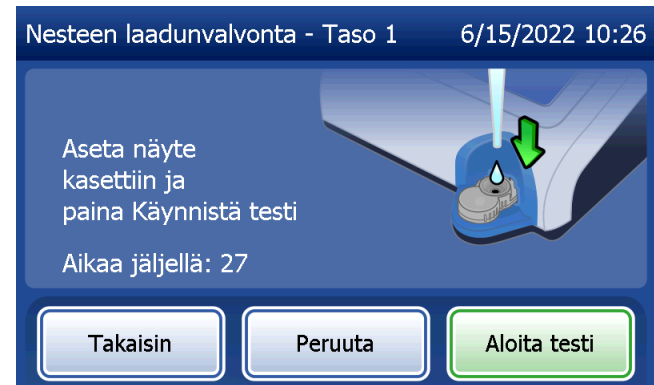 Nesteen laadunvalvonta - Taso 1
6/15/2022 10:26
Aseta näyte
kasettiin ja
paina Käynnistä testi
Aikaa jäljellä: 27
Takaisin
Peruuta
Aloita testi